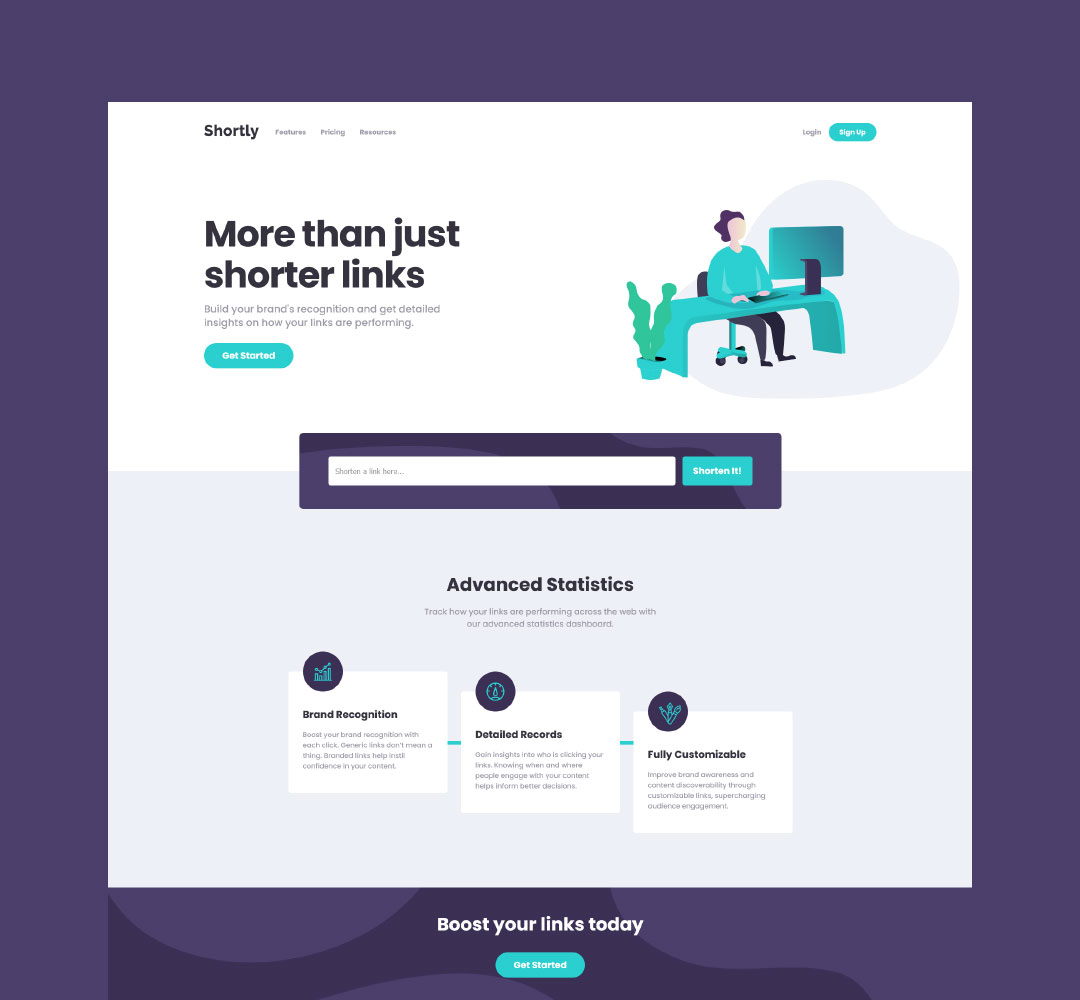 Shortly
Features
Pricing
Resources
Login
Sign Up
More than just
shorter links
Build your brand's recognition and get detailed
insights on how your links are performing.
Get Started
Shorten a link here...
Shorten It!
Advanced Statistics
Track how your links are performing across the web with
our advanced statistics dashboard.
Brand Recognition
Boost your brand recognition with
each click. Generic links don't mean a
thing. Branded links help instil
confidence in your content.
Detailed Records
Gain insights into who is clicking your
links. Knowing when and where
people engage with your content
helps inform better decisions.
Fully Customizable
Improve brand awareness and
content discoverability through
customizable links, supercharging
audience engagement.
Boost your links today
Get Started